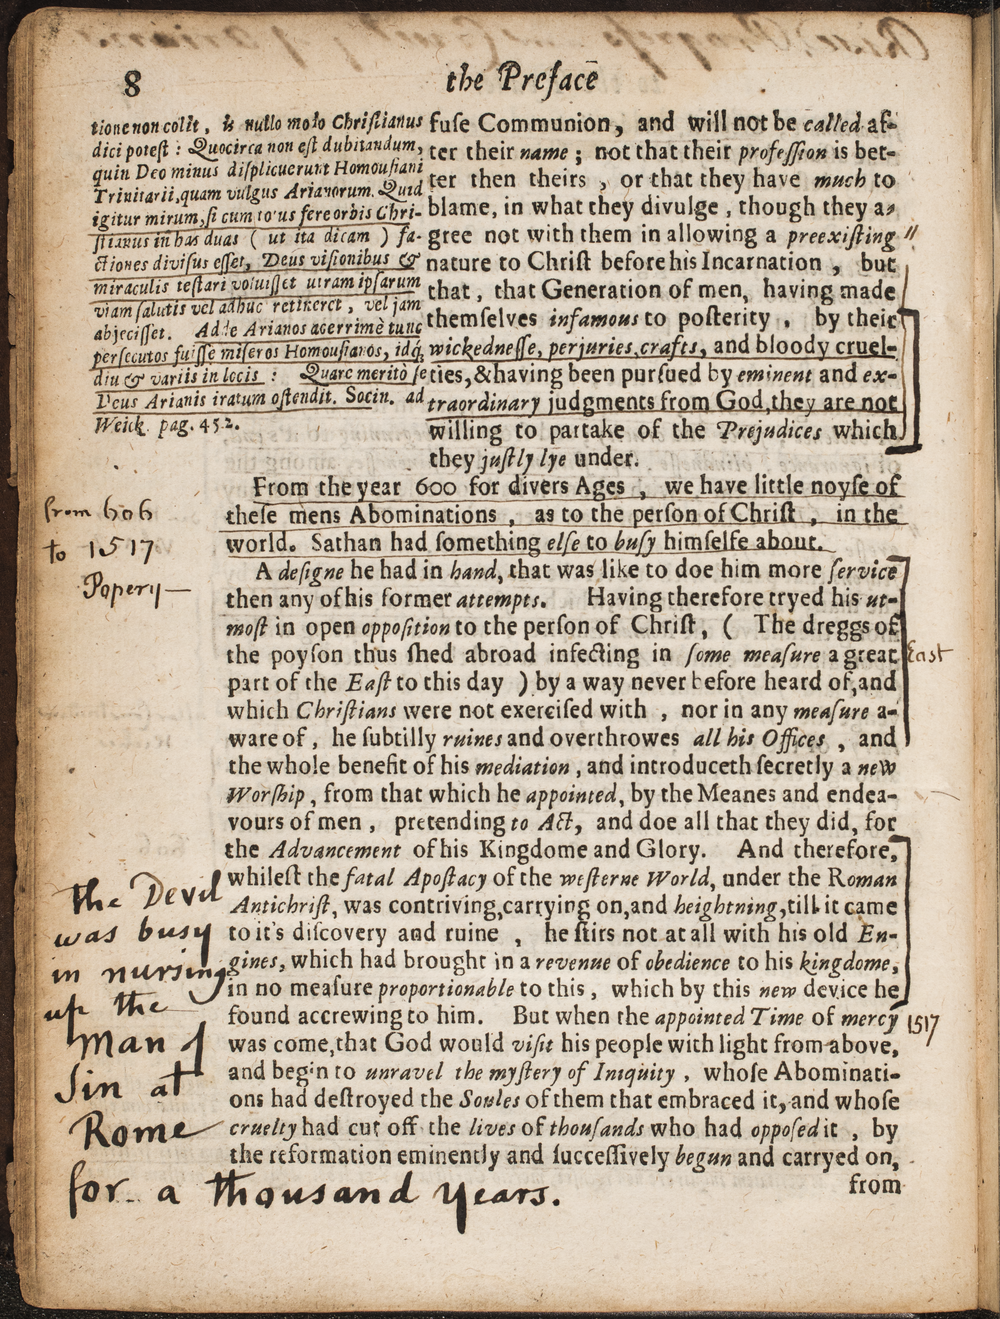 8 the Preface
tione non colit, is nullo modo Christianus
dici potest : Quocirca non est dubitandum,
quin Deo minus displicuerunt Homousiani
Trinitarii, quam vulgus Arianorum. Quid
igitur mirum, si cum totus fere orbis Chri-
stianus in has duas ( ut ita dicam ) fa-
ctiones divisus esset, Deus visionibus &
miraculis testari voluisset utram ipsarum
viam salutis vel adhuc retineret, vel jam
abjecisset. Adde Arianos acerrimè tunc
persecutos fuisse miseros Homousianos, idq;
diu & variis in locis : Quare merito se
Deus Arianis iratum ostendit. Socin. ad
Weick. pag. 452.
fuse Communion, and will not be called af-
ter their name ; not that their profession is bet-
ter then theirs , or that they have much to
blame, in what they divulge , though they a-
gree not with them in allowing a preexisting
nature to Christ before his Incarnation , but
that, that Generation of men, having made
themselves infamous to posterity , by their
wickednesse, perjuries, crafts, and bloody cruel-
ties, & having been pursued by eminent and ex-
traordinary judgments from God, they are not
willing to partake of the Prejudices which
they justly lye under.
From the year 600 for divers Ages , we have little noyse of
these mens Abominations , as to the person of Christ , in the
world. Sathan had something else to busy himselfe about.
from 606
to 1517
Popery—
A designe he had in hand, that was like to doe him more service
then any of his former attempts. Having therefore tryed his ut-
most in open opposition to the person of Christ, ( The dreggs of
the poyson thus shed abroad infecting in some measure a great
East
part of the East to this day ) by a way never before heard of, and
which Christians were not exercised with , nor in any measure a-
ware of , he subtilly ruines and overthrowes all his Offices , and
the whole benefit of his mediation , and introduceth secretly a new
Worship , from that which he appointed, by the Meanes and endea-
vours of men , pretending to Act, and doe all that they did, for
the Advancement of his Kingdome and Glory. And therefore,
whilest the fatal Apostacy of the westerne World, under the Roman
Antichrist, was contriving, carrying on, and heightning, till it came
to it's discovery and ruine , he stirs not at all with his old En-
gines, which had brought in a revenue of obedience to his kingdome,
in no measure proportionable to this , which by this new device he
found accrewing to him. But when the appointed Time of mercy
1517
was come, that God would visit his people with light from above,
and begin to unravel the mystery of Iniquity , whose Abominati-
ons had destroyed the Soules of them that embraced it, and whose
cruelty had cut off the lives of thousands who had opposed it , by
the reformation eminently and successively begun and carryed on,
from
the Devil
was busy
in nursing
up the
Man of
Sin at
Rome
for a thousand years.